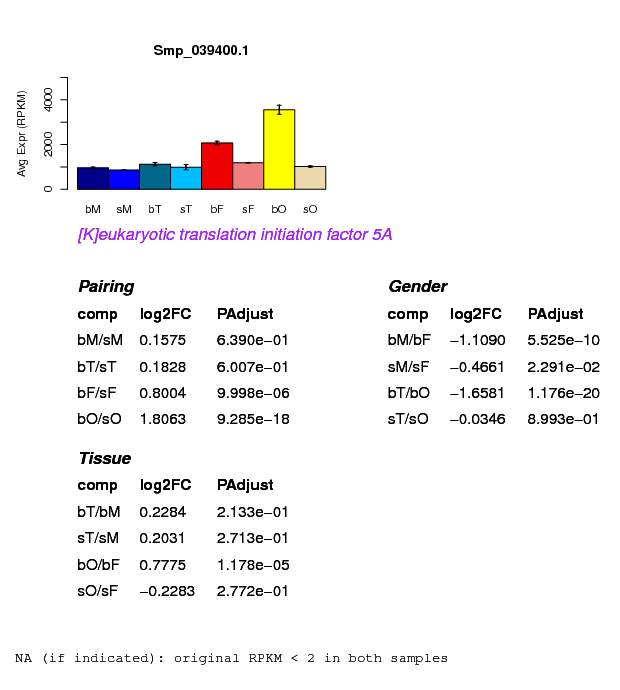 Smp_039400.1
Avg Expr (RPKM)
0 2000 4000
bM sM bT sT bF sF bO sO
[K]eukaryotic translation initiation factor 5A
Pairing
comp log2FC PAdjust
bM/sM 0.1575 6.390e−01
bT/sT 0.1828 6.007e−01
bF/sF 0.8004 9.998e−06
bO/sO 1.8063 9.285e−18
Gender
comp log2FC PAdjust
bM/bF −1.1090 5.525e−10
sM/sF −0.4661 2.291e−02
bT/bO −1.6581 1.176e−20
sT/sO −0.0346 8.993e−01
Tissue
comp log2FC PAdjust
bT/bM 0.2284 2.133e−01
sT/sM 0.2031 2.713e−01
bO/bF 0.7775 1.178e−05
sO/sF −0.2283 2.772e−01
NA (if indicated): original RPKM < 2 in both samples